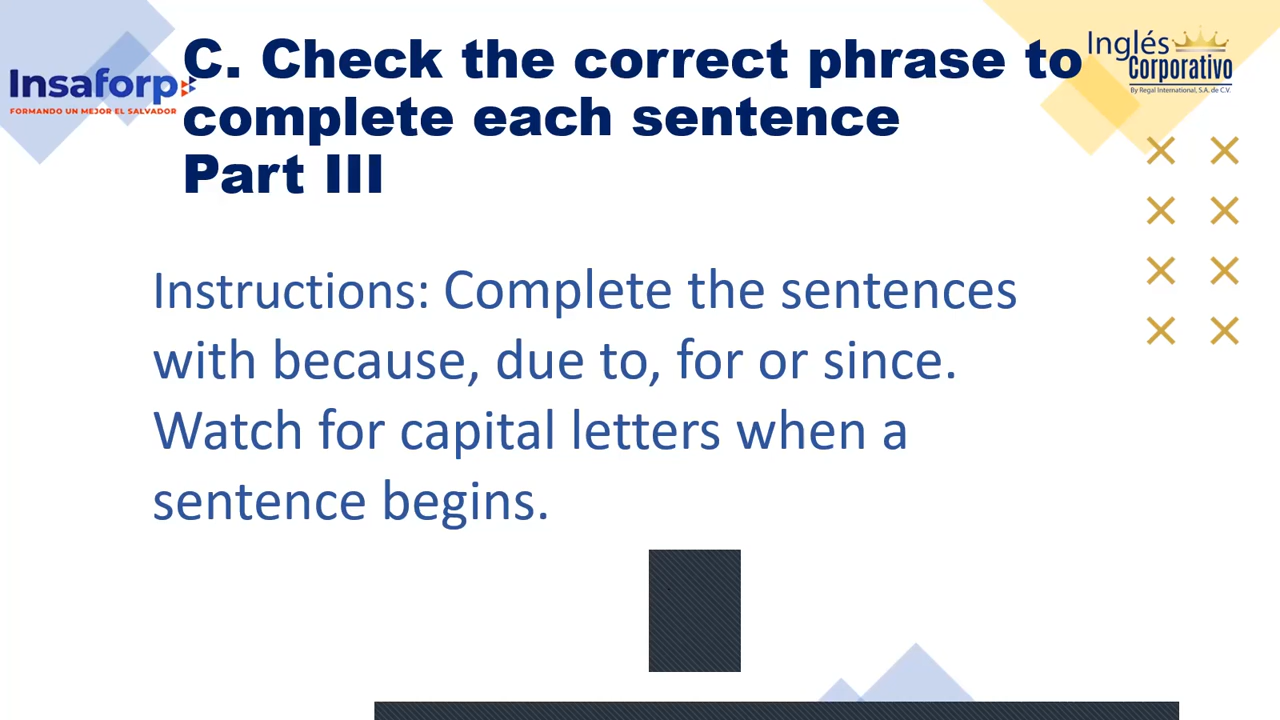 C. Check the correct phrase to
complete each sentence
Part III
Insaforp
FORMANDO UN MEJOR EL SALVADOR
Inglés
Corporativo
By Regal International, S.A. de C.V.
Instructions: Complete the sentences
with because, due to, for or since.
Watch for capital letters when a
sentence begins.